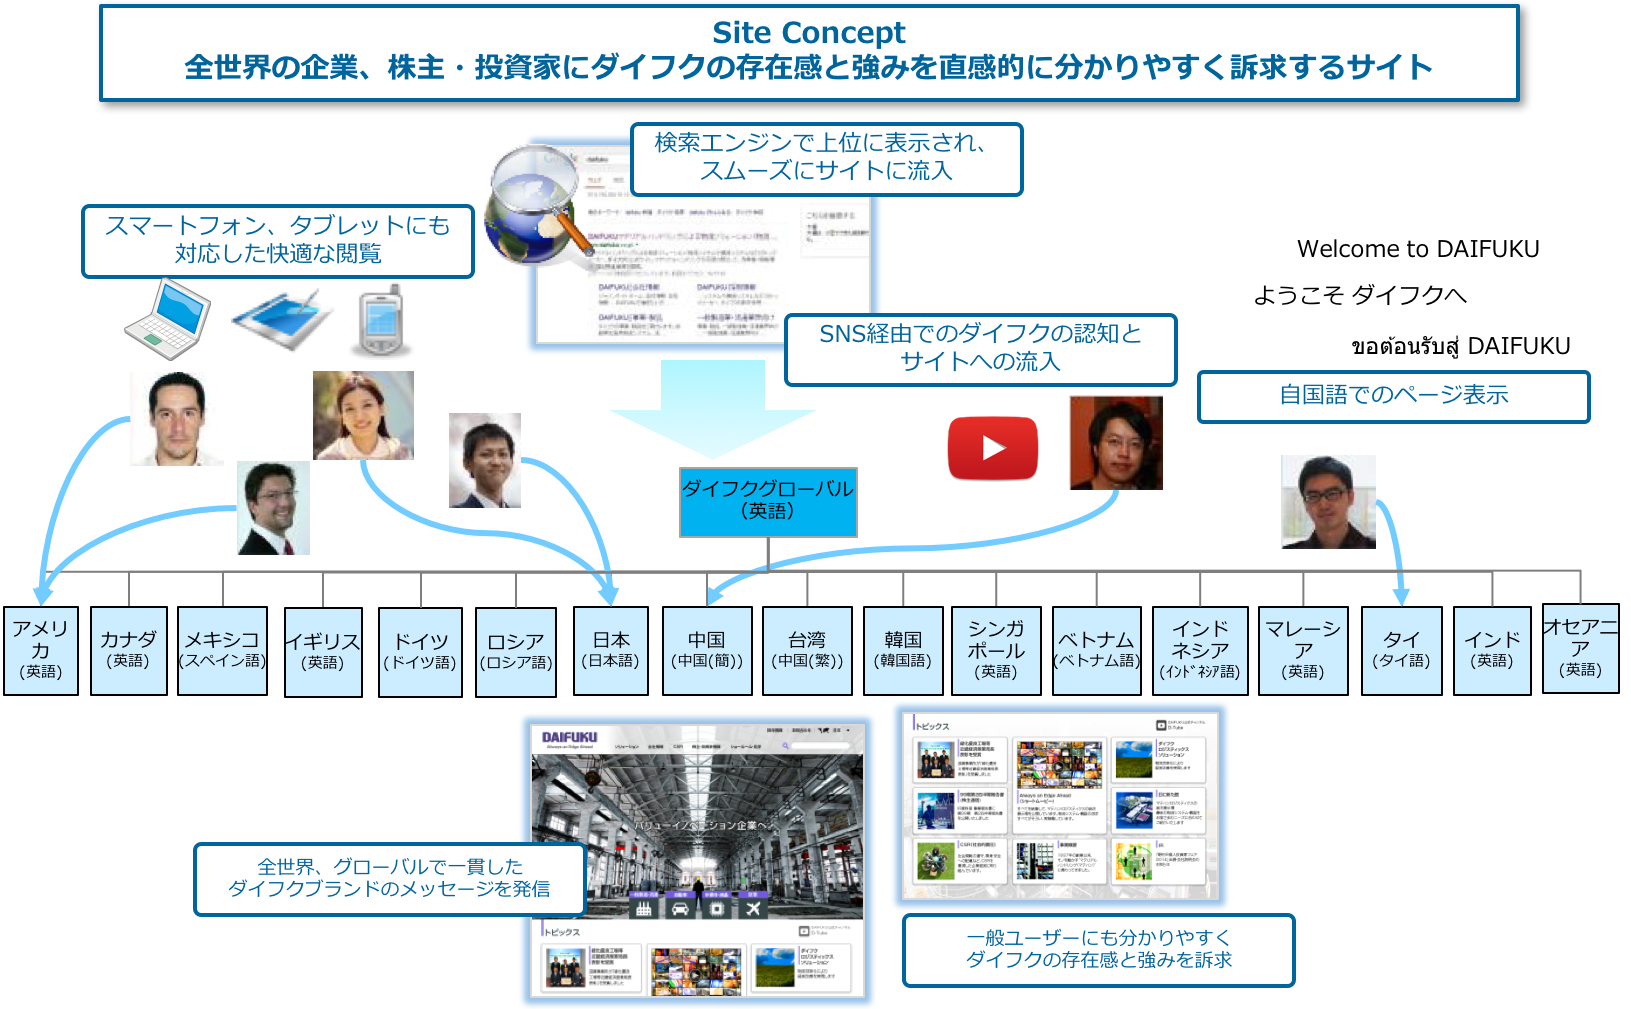 Site Concept
全世界の企業、株主・投資家にダイフクの存在感と強みを直感的に分かりやすく訴求するサイト
検索エンジンで上位に表示され、
スムーズにサイトに流入
スマートフォン、タブレットにも
対応した快適な閲覧
Google
daifuku
Welcome to DAIFUKU
ようこそ ダイフクへ
ขอต้อนรับสู่ DAIFUKU
SNS経由でのダイフクの認知と
サイトへの流入
自国語でのページ表示
ダイフクグローバル
(英語)
アメリ
カ
(英語)
カナダ
(英語)
メキシコ
(スペイン語)
イギリス
(英語)
ドイツ
(ドイツ語)
ロシア
(ロシア語)
日本
(日本語)
中国
(中国(簡))
台湾
(中国(繁))
韓国
(韓国語)
シンガ
ポール
(英語)
ベトナム
(ベトナム語)
インド
ネシア
(インドネシア語)
マレーシ
ア
(英語)
タイ
(タイ語)
インド
(英語)
オセアニ
ア
(英語)
DAIFUKU
Always an Edge Ahead
バリューイノベーション企業へ。
トピックス
トピックス
Always an Edge Ahead
全世界、グローバルで一貫した
ダイフクブランドのメッセージを発信
一般ユーザーにも分かりやすく
ダイフクの存在感と強みを訴求